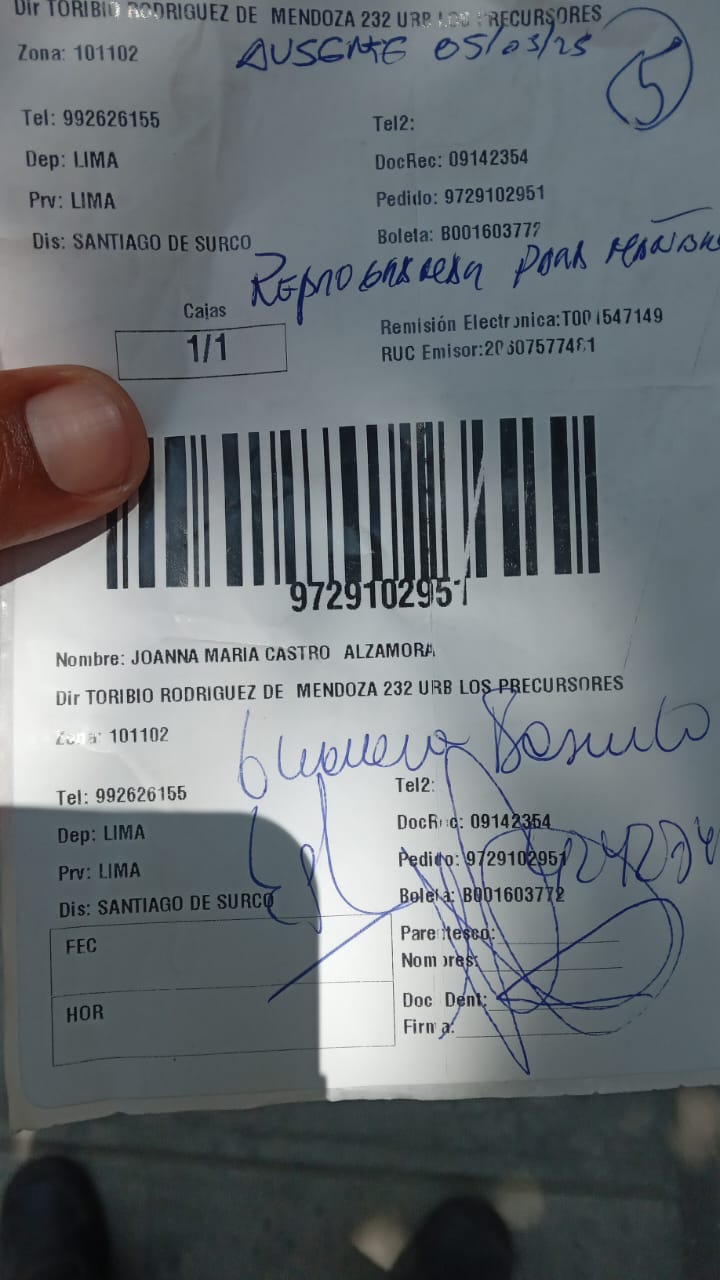 Dir TORIBIO RODRIGUEZ DE MENDOZA 232 URB LOS PRECURSORES
Zona: 101102
AUSENTE 05/03/25
5
Tel: 992626155
Tel2:
Dep: LIMA
DocRec: 09142354
Prv: LIMA
Pedido: 9729102951
Dis: SANTIAGO DE SURCO
Boleta: B001603772
PARA MAÑANA
Cajas
1/1
Remisión Electronica:T001547149
RUC Emisor:20607577481
9729102951
Nombre: JOANNA MARIA CASTRO ALZAMORA
Dir TORIBIO RODRIGUEZ DE MENDOZA 232 URB LOS PRECURSORES
Zona: 101102
Tel: 992626155
Tel2:
Dep: LIMA
DocRec: 09142354
Prv: LIMA
Pedido: 9729102951
Dis: SANTIAGO DE SURCO
Boleta: B001603772
FEC
Parentesco:
Nombres:
HOR
Doc Dent:
Firma: